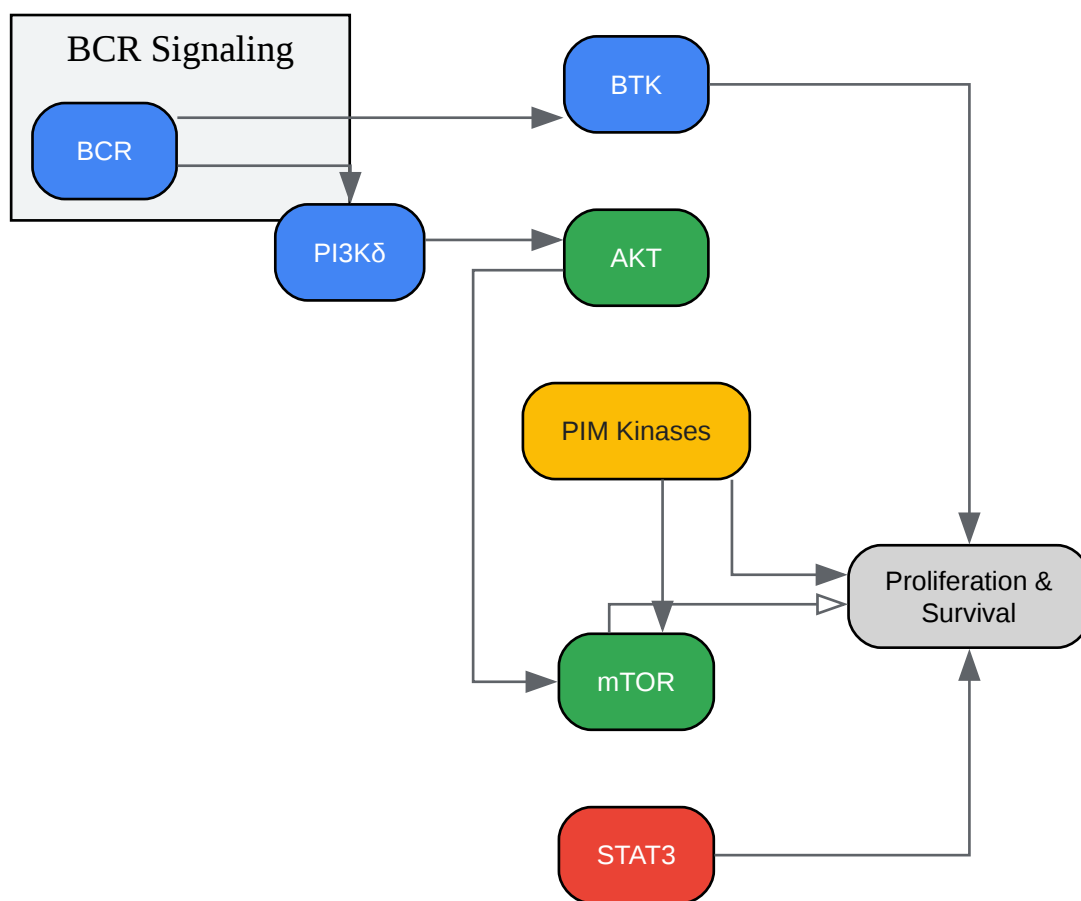 BCR Signaling
BTK
BCR
PI3Kδ
AKT
PIM Kinases
Proliferation &
Survival
mTOR
STAT3